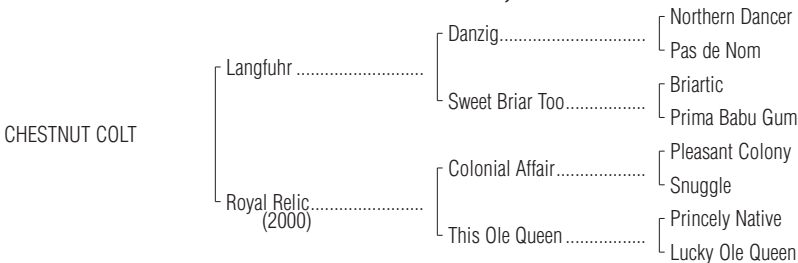 Northern Dancer
Danzig..............................
Pas de Nom
Langfuhr ..........................
Briartic
Sweet Briar Too................
Prima Babu Gum
CHESTNUT COLT
Pleasant Colony
Colonial Affair..................
Snuggle
Royal Relic.......................
(2000)
Princely Native
This Ole Queen ................
Lucky Ole Queen